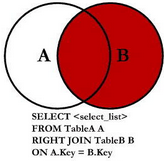 A
B
SELECT <select_list>
FROM TableA A
RIGHT JOIN TableB B
ON A.Key = B.Key